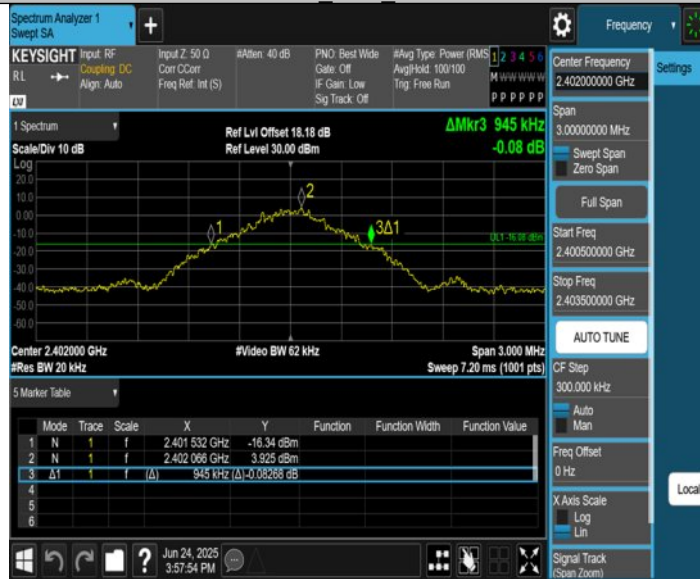 Spectrum Analyzer 1
Swept SA
+
Frequency
KEYSIGHT
RL
LXI
Input: RF
Coupling: DC
Align: Auto
Input Z: 50 Ω
Corr CCorr
Freq Ref: Int (S)
#Atten: 40 dB
PNO: Best Wide
Gate: Off
IF Gain: Low
Sig Track: Off
#Avg Type: Power (RMS
Avg|Hold: 100/100
Trig: Free Run
1 2 3 4 5 6
M W W W W W
P P P P P P
Settings
1 Spectrum
Scale/Div 10 dB
Ref Lvl Offset 18.18 dB
Ref Level 30.00 dBm
ΔMkr3 945 kHz
-0.08 dB
Log
20.0
10.0
0.00
-10.0
-20.0
-30.0
-40.0
-50.0
-60.0
1
2
3Δ1
DL1 -16.08 dBm
Center 2.402000 GHz
#Res BW 20 kHz
#Video BW 62 kHz
Span 3.000 MHz
Sweep 7.20 ms (1001 pts)
5 Marker Table
Mode Trace Scale X Y Function Function Width Function Value
1 N 1 f 2.401 532 GHz -16.34 dBm
2 N 1 f 2.402 066 GHz 3.925 dBm
3 Δ1 1 f (Δ) 945 kHz (Δ) -0.08268 dB
4
5
6
Center Frequency
2.402000000 GHz
Span
3.00000000 MHz
Swept Span
Zero Span
Full Span
Start Freq
2.400500000 GHz
Stop Freq
2.403500000 GHz
AUTO TUNE
CF Step
300.000 kHz
Auto
Man
Freq Offset
0 Hz
X Axis Scale
Log
Lin
Signal Track
(Span Zoom)
Local
?
Jun 24, 2025
3:57:54 PM